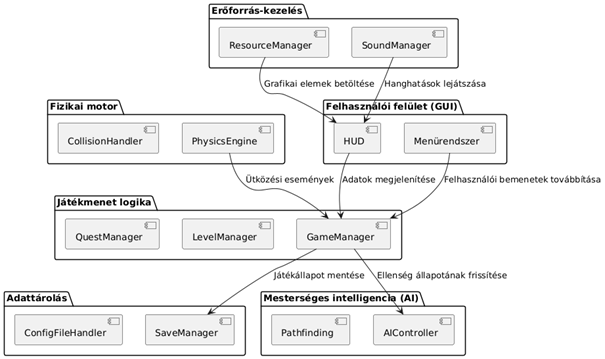 Erőforrás-kezelés
ResourceManager
SoundManager
Grafikai elemek betöltése
Hanghatások lejátszása
Fizikai motor
CollisionHandler
PhysicsEngine
Felhasználói felület (GUI)
HUD
Menürendszer
Ütközési események
Adatok megjelenítése
Felhasználói bemenetek továbbítása
Játékmenet logika
QuestManager
LevelManager
GameManager
Játékállapot mentése
Ellenség állapotának frissítése
Adattárolás
ConfigFileHandler
SaveManager
Mesterséges intelligencia (AI)
Pathfinding
AIController